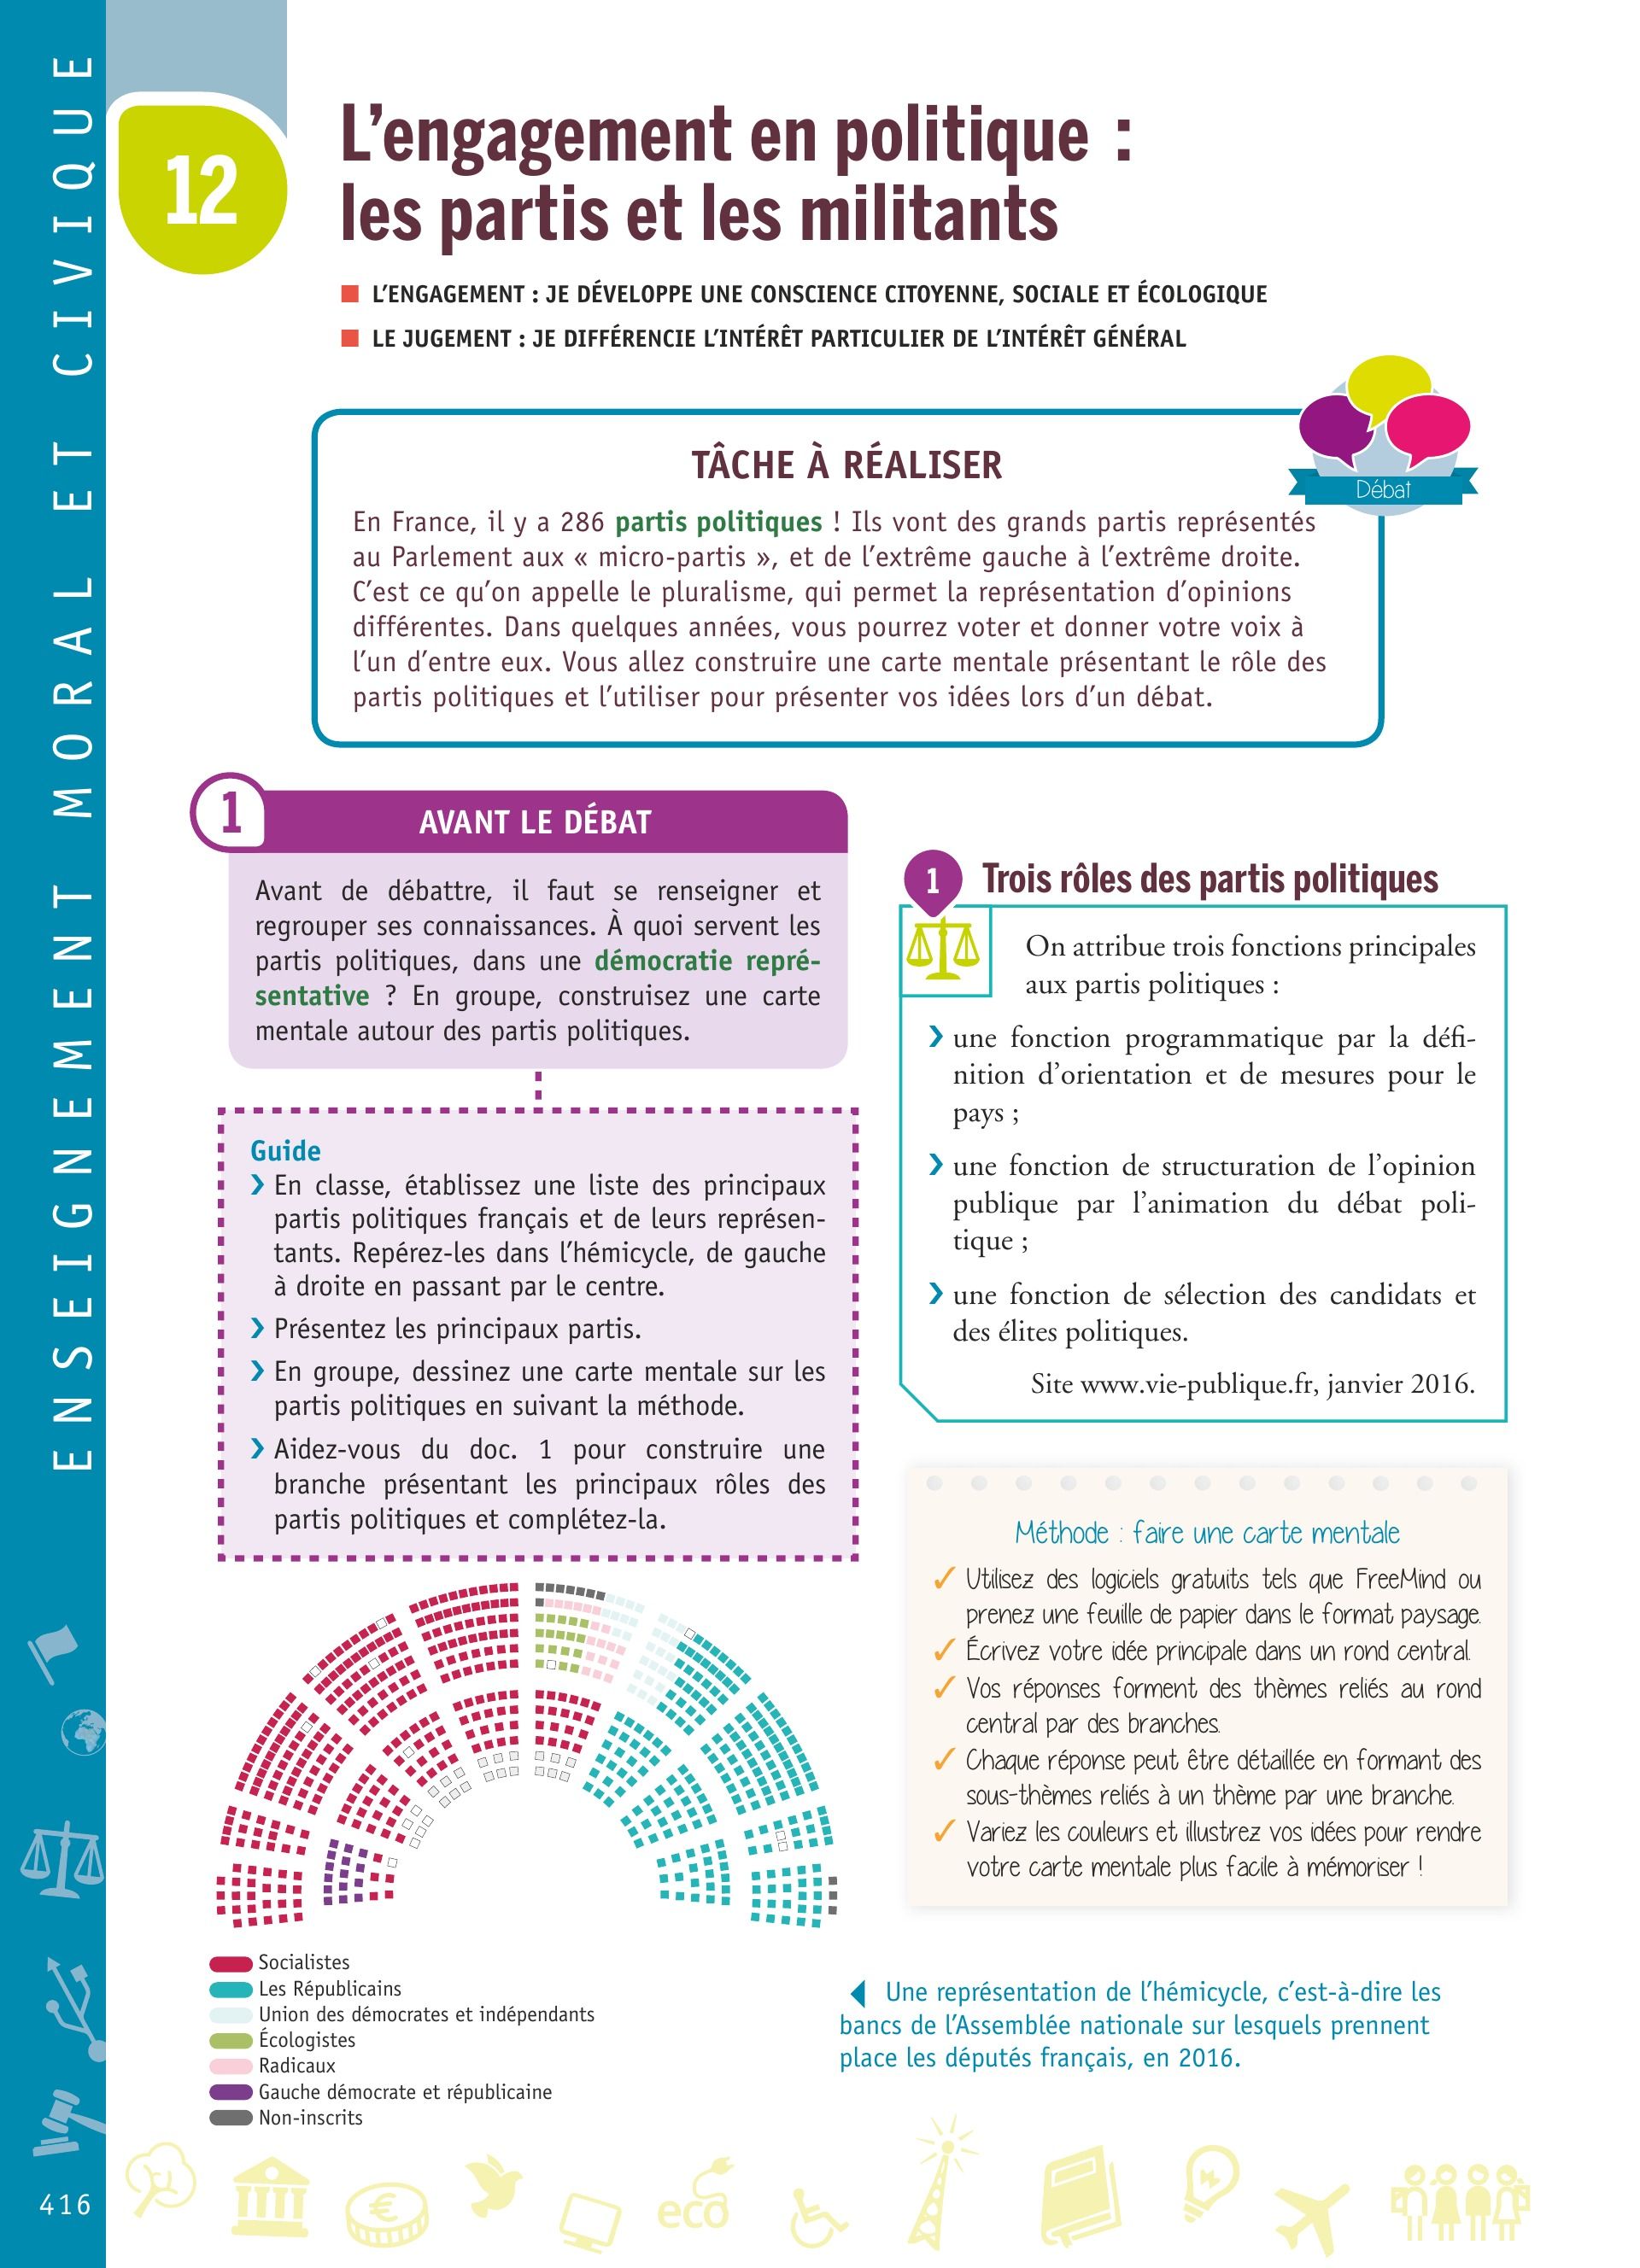 ENSEIGNEMENT MORAL ET CIVIQUE
12
L’engagement en politique :
les partis et les militants
L’ENGAGEMENT : JE DÉVELOPPE UNE CONSCIENCE CITOYENNE, SOCIALE ET ÉCOLOGIQUE
LE JUGEMENT : JE DIFFÉRENCIE L’INTÉRÊT PARTICULIER DE L’INTÉRÊT GÉNÉRAL
Débat
TÂCHE À RÉALISER
En France, il y a 286 partis politiques ! Ils vont des grands partis représentés
au Parlement aux « micro-partis », et de l’extrême gauche à l’extrême droite.
C’est ce qu’on appelle le pluralisme, qui permet la représentation d’opinions
différentes. Dans quelques années, vous pourrez voter et donner votre voix à
l’un d’entre eux. Vous allez construire une carte mentale présentant le rôle des
partis politiques et l’utiliser pour présenter vos idées lors d’un débat.
1
AVANT LE DÉBAT
Avant de débattre, il faut se renseigner et
regrouper ses connaissances. À quoi servent les
partis politiques, dans une démocratie repré-
sentative ? En groupe, construisez une carte
mentale autour des partis politiques.
Guide
› En classe, établissez une liste des principaux
partis politiques français et de leurs représen-
tants. Repérez-les dans l’hémicycle, de gauche
à droite en passant par le centre.
› Présentez les principaux partis.
› En groupe, dessinez une carte mentale sur les
partis politiques en suivant la méthode.
› Aidez-vous du doc. 1 pour construire une
branche présentant les principaux rôles des
partis politiques et complétez-la.
1
Trois rôles des partis politiques
On attribue trois fonctions principales
aux partis politiques :
› une fonction programmatique par la défi-
nition d’orientation et de mesures pour le
pays ;
› une fonction de structuration de l’opinion
publique par l’animation du débat poli-
tique ;
› une fonction de sélection des candidats et
des élites politiques.
Site www.vie-publique.fr, janvier 2016.
Méthode : faire une carte mentale
✓ Utilisez des logiciels gratuits tels que FreeMind ou
prenez une feuille de papier dans le format paysage.
✓ Écrivez votre idée principale dans un rond central.
✓ Vos réponses forment des thèmes reliés au rond
central par des branches.
✓ Chaque réponse peut être détaillée en formant des
sous-thèmes reliés à un thème par une branche.
✓ Variez les couleurs et illustrez vos idées pour rendre
votre carte mentale plus facile à mémoriser !
Socialistes
Les Républicains
Union des démocrates et indépendants
Écologistes
Radicaux
Gauche démocrate et républicaine
Non-inscrits
◀ Une représentation de l’hémicycle, c’est-à-dire les
bancs de l’Assemblée nationale sur lesquels prennent
place les députés français, en 2016.
eco
416